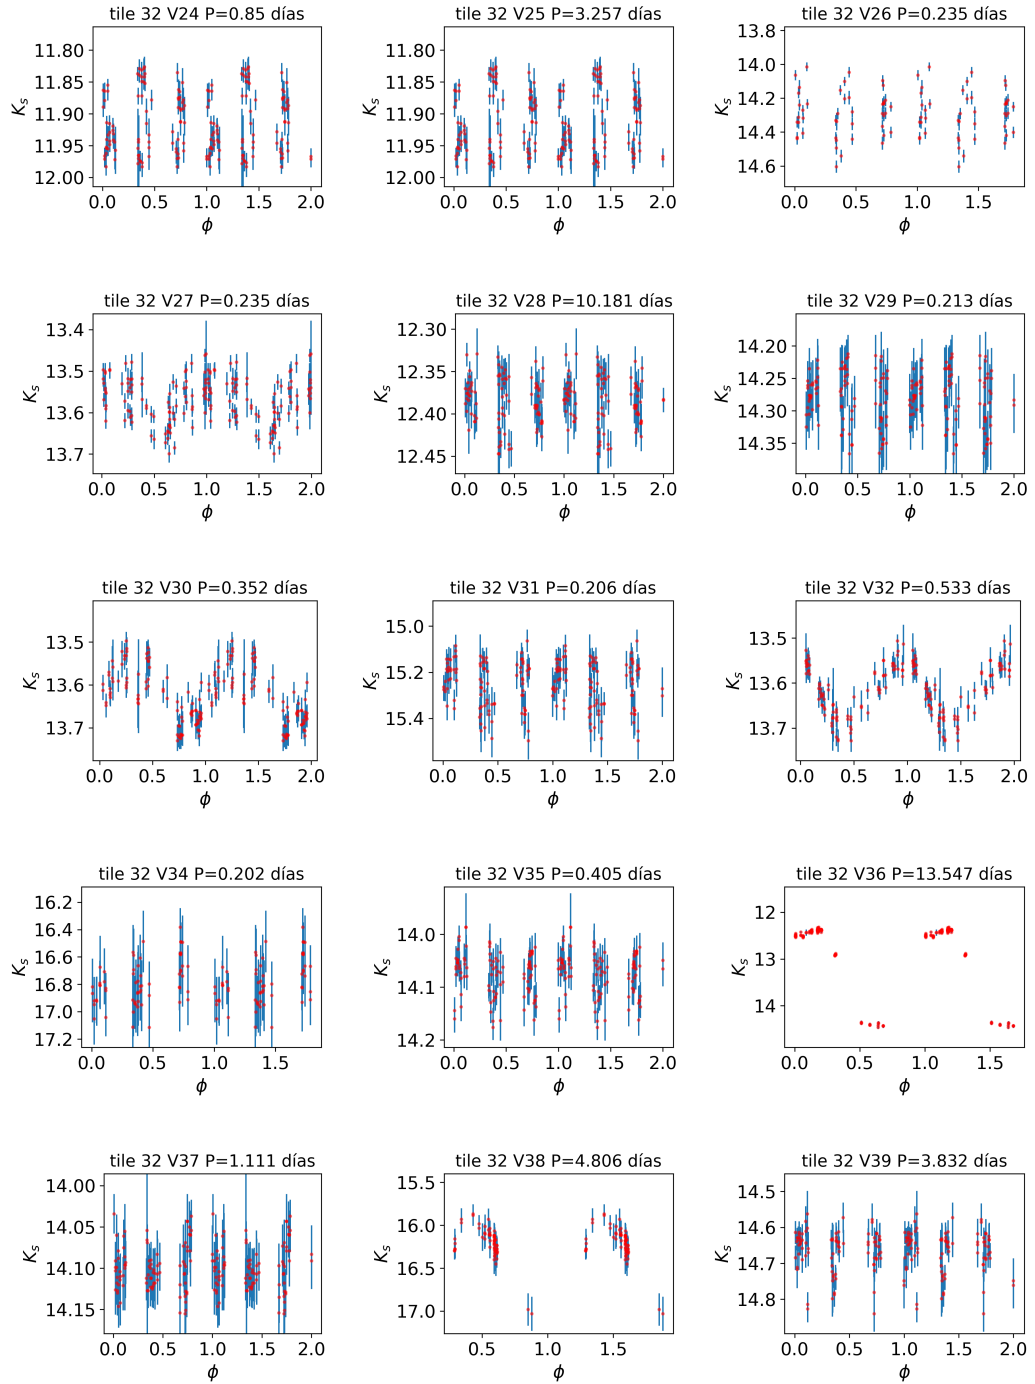 tile 32 V24 P=0.85 días
11.80
11.85
11.90
11.95
12.00
K_s
0.0 0.5 1.0 1.5 2.0
ϕ
tile 32 V25 P=3.257 días
11.80
11.85
11.90
11.95
12.00
K_s
0.0 0.5 1.0 1.5 2.0
ϕ
tile 32 V26 P=0.235 días
13.8
14.0
14.2
14.4
14.6
K_s
0.0 0.5 1.0 1.5
ϕ
tile 32 V27 P=0.235 días
13.4
13.5
13.6
13.7
K_s
0.0 0.5 1.0 1.5 2.0
ϕ
tile 32 V28 P=10.181 días
12.30
12.35
12.40
12.45
K_s
0.0 0.5 1.0 1.5 2.0
ϕ
tile 32 V29 P=0.213 días
14.20
14.25
14.30
14.35
K_s
0.0 0.5 1.0 1.5 2.0
ϕ
tile 32 V30 P=0.352 días
13.5
13.6
13.7
K_s
0.0 0.5 1.0 1.5 2.0
ϕ
tile 32 V31 P=0.206 días
15.0
15.2
15.4
K_s
0.0 0.5 1.0 1.5 2.0
ϕ
tile 32 V32 P=0.533 días
13.5
13.6
13.7
K_s
0.0 0.5 1.0 1.5 2.0
ϕ
tile 32 V34 P=0.202 días
16.2
16.4
16.6
16.8
17.0
17.2
K_s
0.0 0.5 1.0 1.5
ϕ
tile 32 V35 P=0.405 días
14.0
14.1
14.2
K_s
0.0 0.5 1.0 1.5 2.0
ϕ
tile 32 V36 P=13.547 días
12
13
14
K_s
0.0 0.5 1.0 1.5
ϕ
tile 32 V37 P=1.111 días
14.00
14.05
14.10
14.15
K_s
0.0 0.5 1.0 1.5 2.0
ϕ
tile 32 V38 P=4.806 días
15.5
16.0
16.5
17.0
K_s
0.5 1.0 1.5
ϕ
tile 32 V39 P=3.832 días
14.5
14.6
14.7
14.8
K_s
0.0 0.5 1.0 1.5 2.0
ϕ